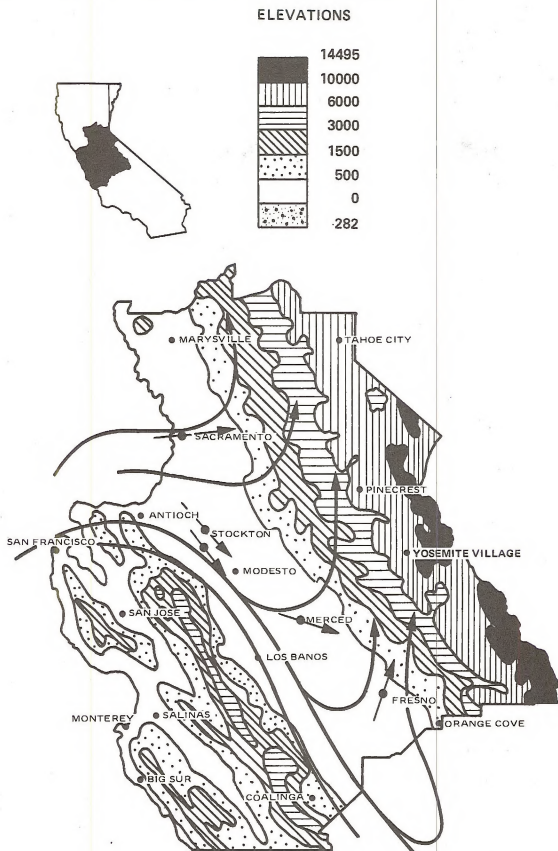 ELEVATIONS
14495
10000
6000
3000
1500
500
0
-282
MARYSVILLE
TAHOE CITY
SACRAMENTO
PINECREST
ANTIOCH
STOCKTON
SAN FRANCISCO
YOSEMITE VILLAGE
MODESTO
SAN JOSE
MERCED
LOS BANOS
FRESNO
MONTEREY
SALINAS
ORANGE COVE
BIG SUR
COALINGA